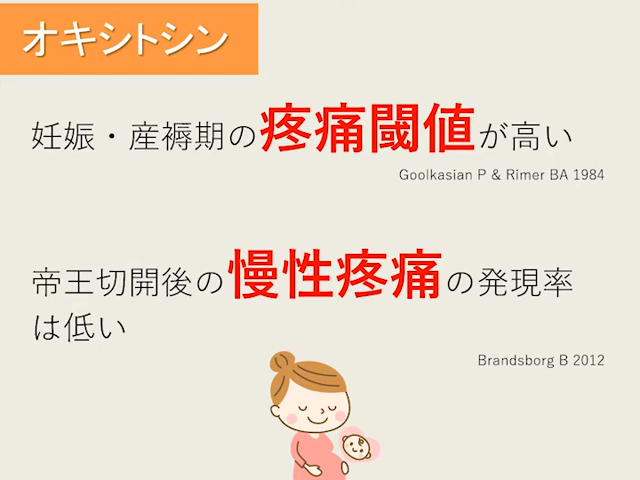 オキシトシン
妊娠・産褥期の疼痛閾値が高い
Goolkasian P & Rimer BA 1984
帝王切開後の慢性疼痛の発現率
は低い
Brandsborg B 2012